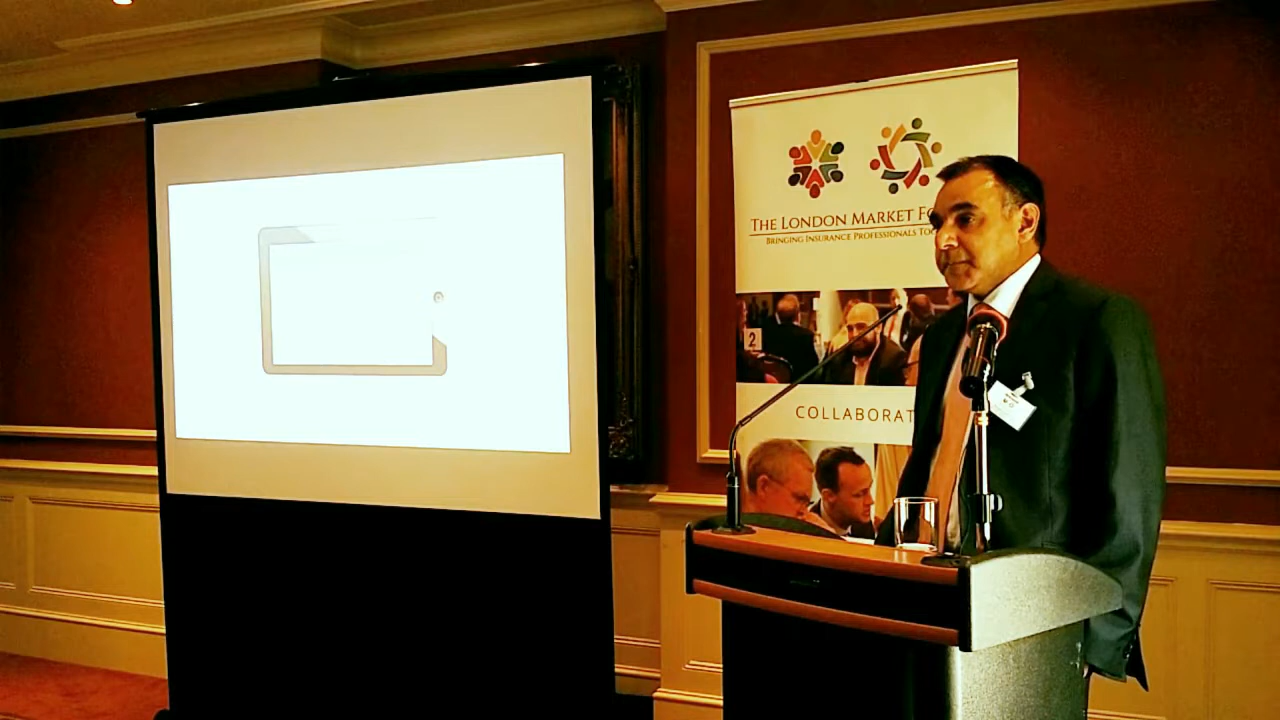 THE LONDON MARKET FO
BRINGING INSURANCE PROFESSIONALS TO
2
COLLABORAT